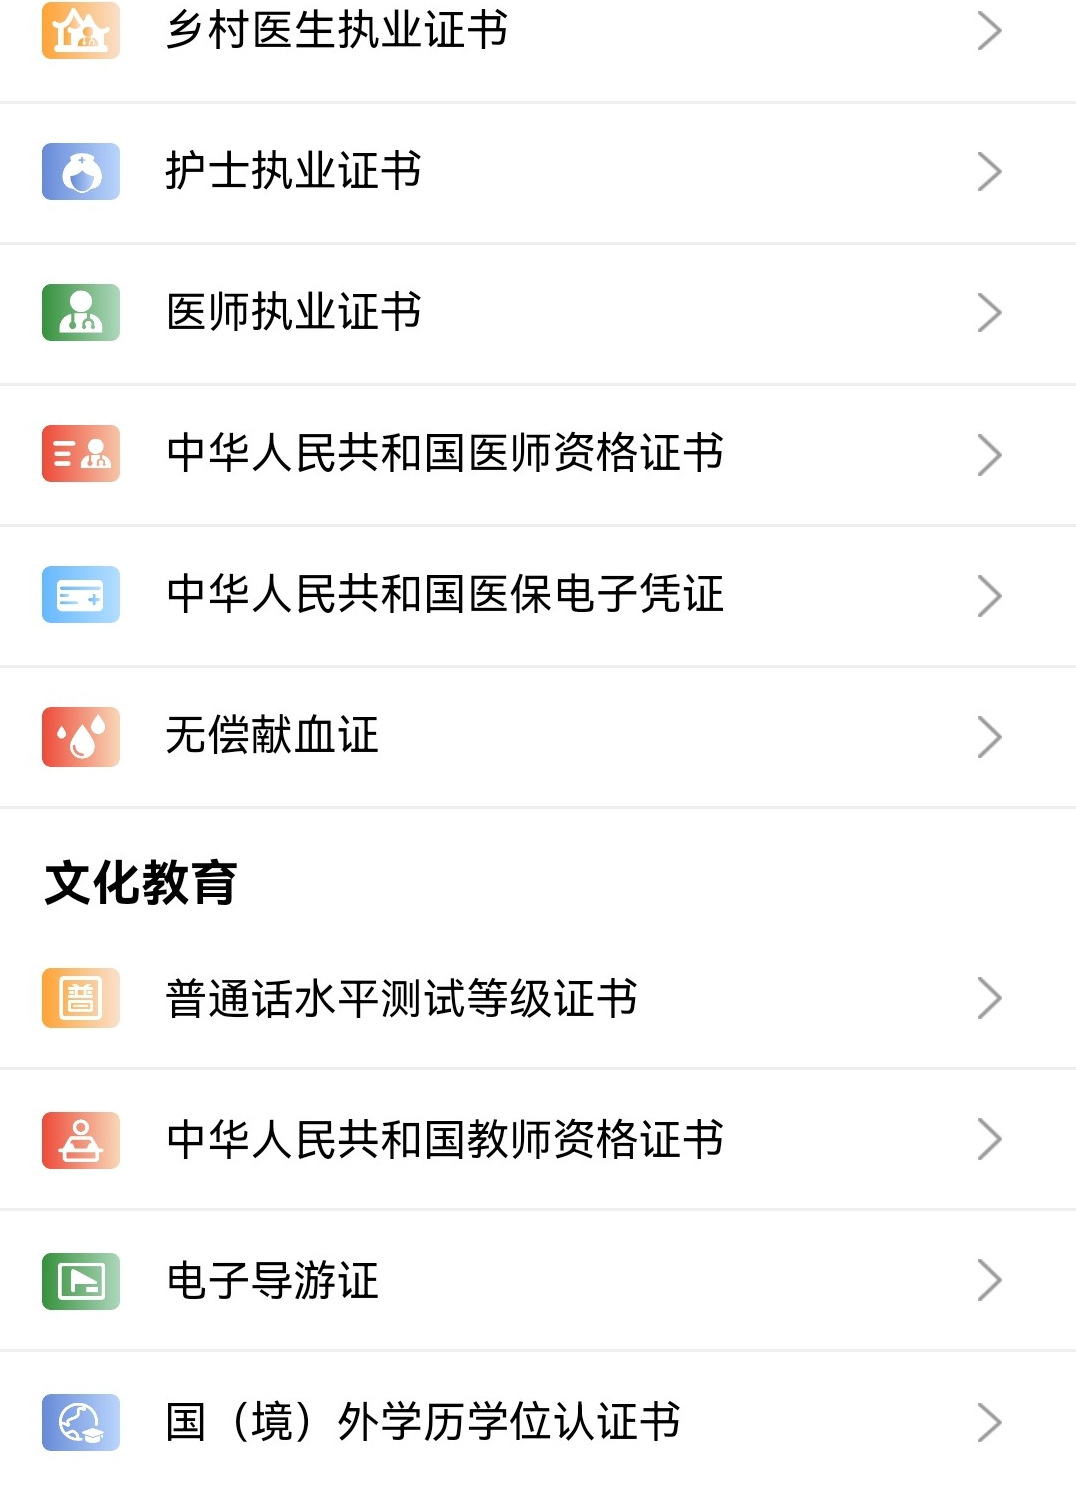 乡村医生执业证书
护士执业证书
医师执业证书
中华人民共和国医师资格证书
中华人民共和国医保电子凭证
无偿献血证
文化教育
普通话水平测试等级证书
中华人民共和国教师资格证书
电子导游证
国（境）外学历学位认证书